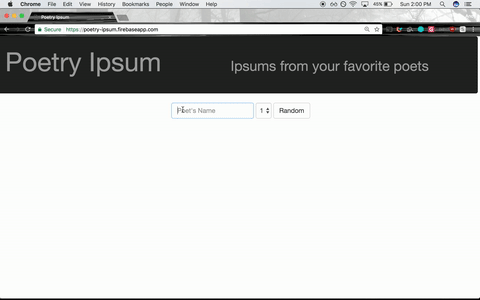 Chrome File Edit View History Bookmarks People Window Help 45% Sun 2:00 PM
Poetry Ipsum
Secure https://poetry-ipsum.firebaseapp.com
Poetry Ipsum Ipsums from your favorite poets
Poet's Name 1 Random